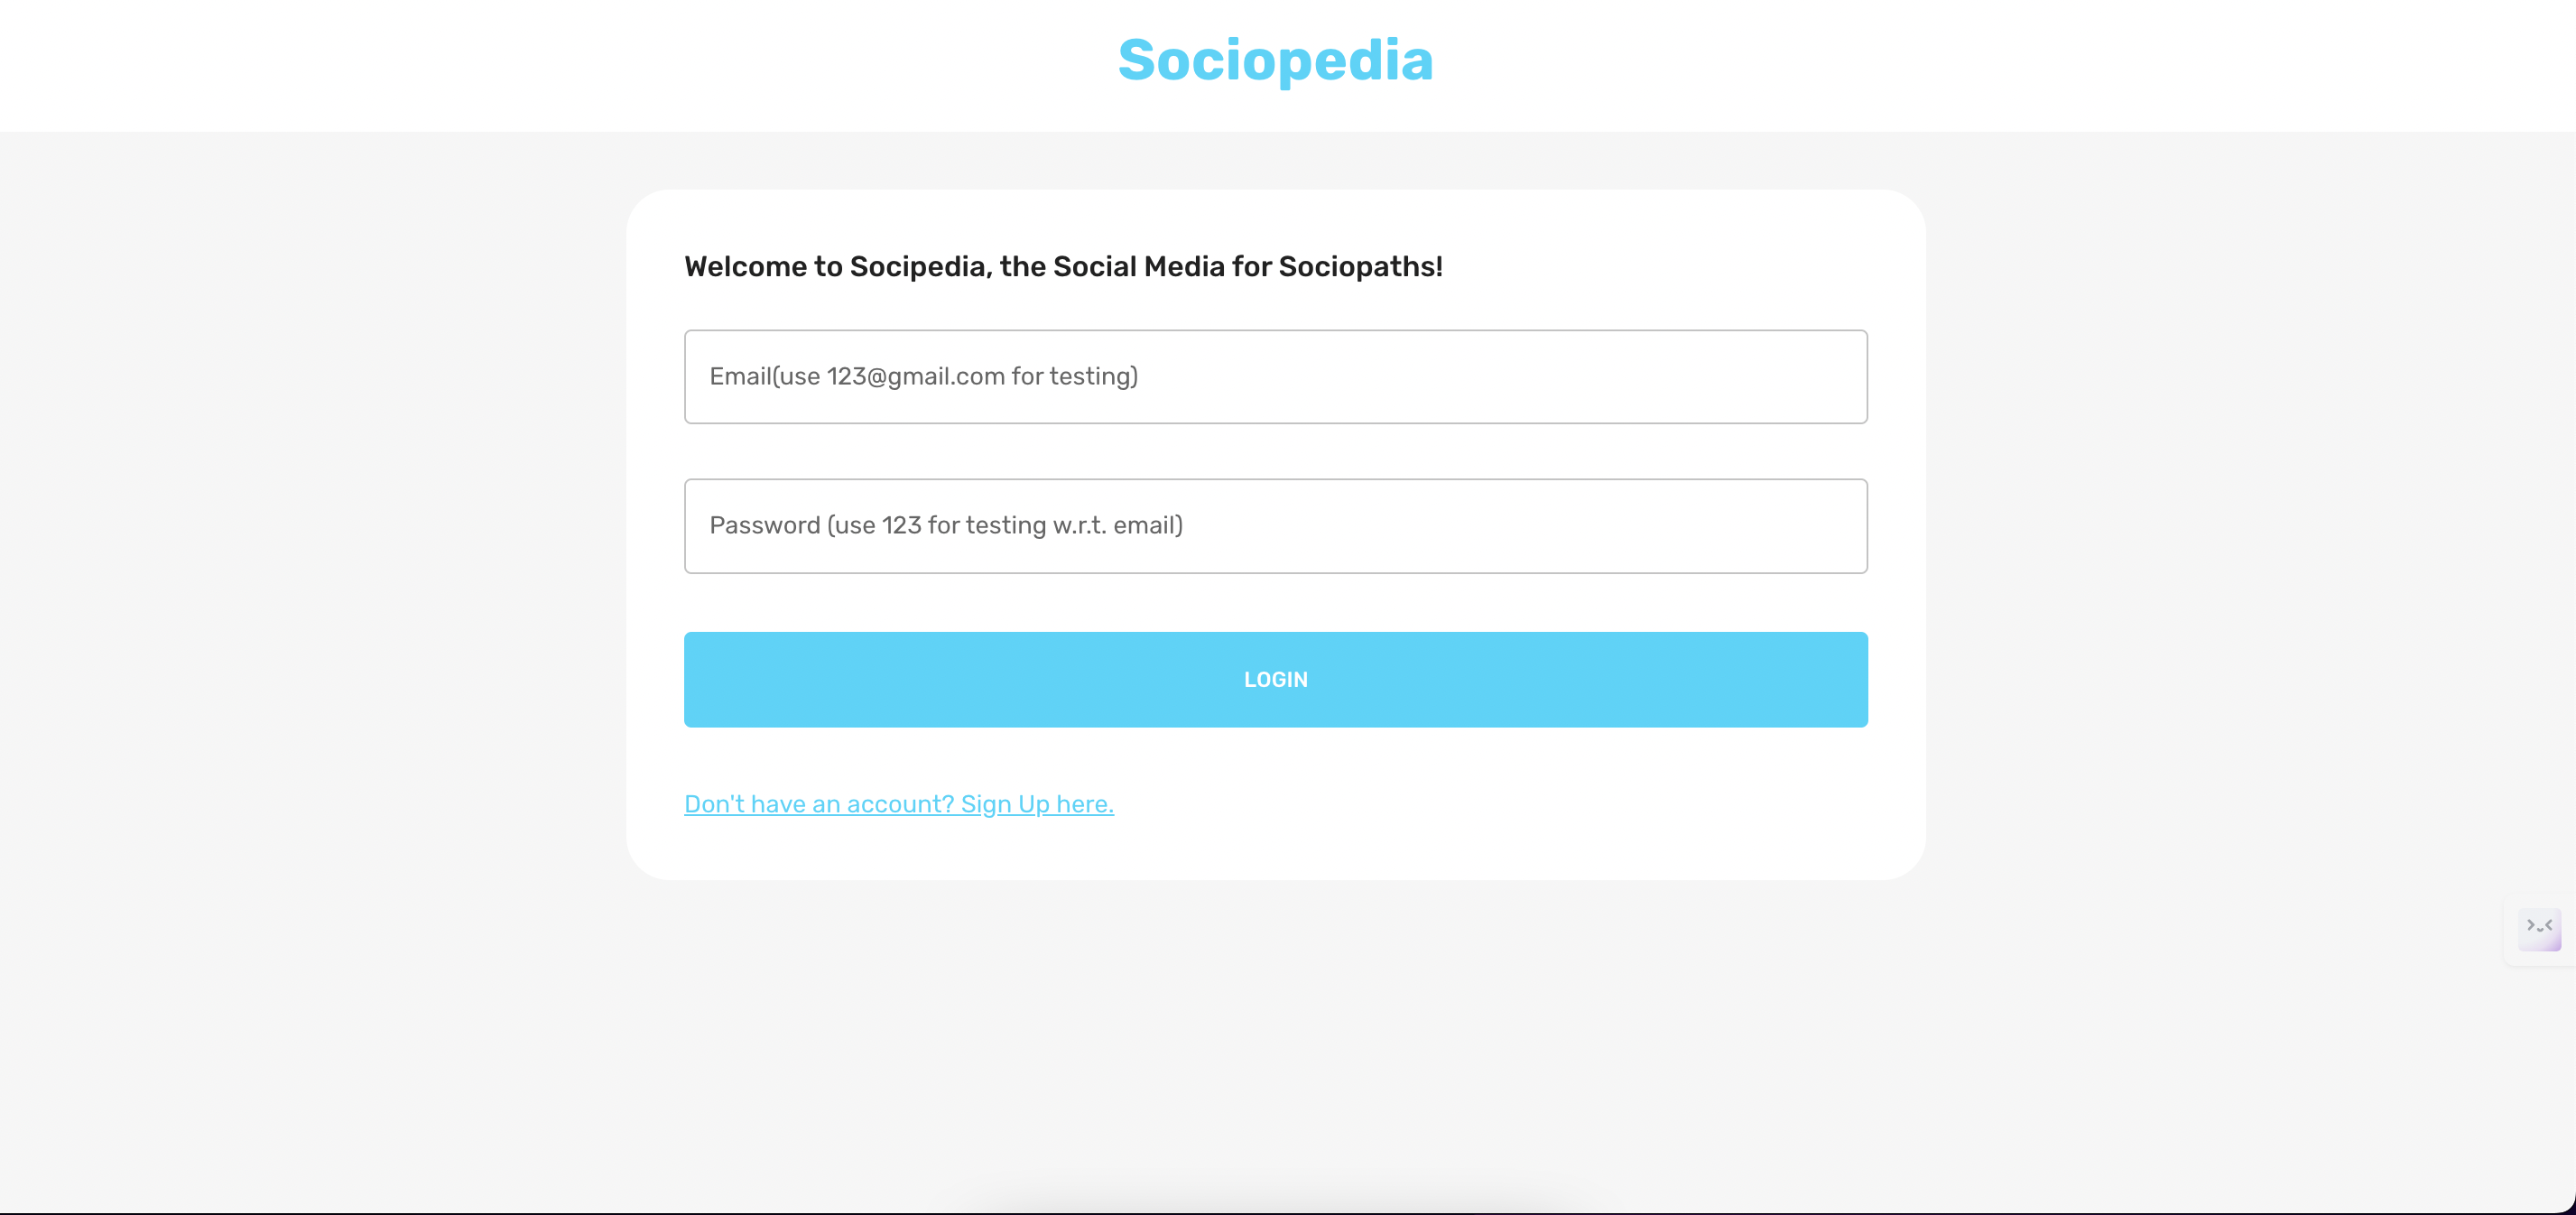 Sociopedia
Welcome to Socipedia, the Social Media for Sociopaths!
Email(use 123@gmail.com for testing)
Password (use 123 for testing w.r.t. email)
LOGIN
Don't have an account? Sign Up here.